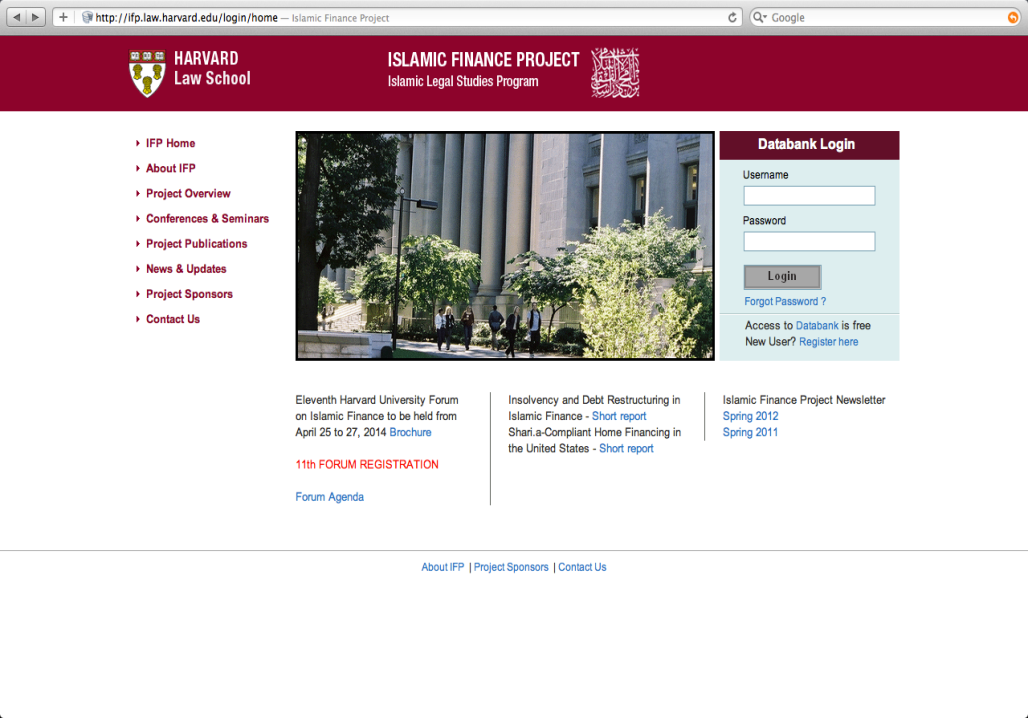 http://ifp.law.harvard.edu/login/home — Islamic Finance Project
Google
HARVARD
Law School
ISLAMIC FINANCE PROJECT
Islamic Legal Studies Program
IFP Home
About IFP
Project Overview
Conferences & Seminars
Project Publications
News & Updates
Project Sponsors
Contact Us
Databank Login
Username
Password
Login
Forgot Password ?
Access to Databank is free
New User? Register here
Eleventh Harvard University Forum
on Islamic Finance to be held from
April 25 to 27, 2014 Brochure
11th FORUM REGISTRATION
Forum Agenda
Insolvency and Debt Restructuring in
Islamic Finance - Short report
Shari.a-Compliant Home Financing in
the United States - Short report
Islamic Finance Project Newsletter
Spring 2012
Spring 2011
About IFP | Project Sponsors | Contact Us